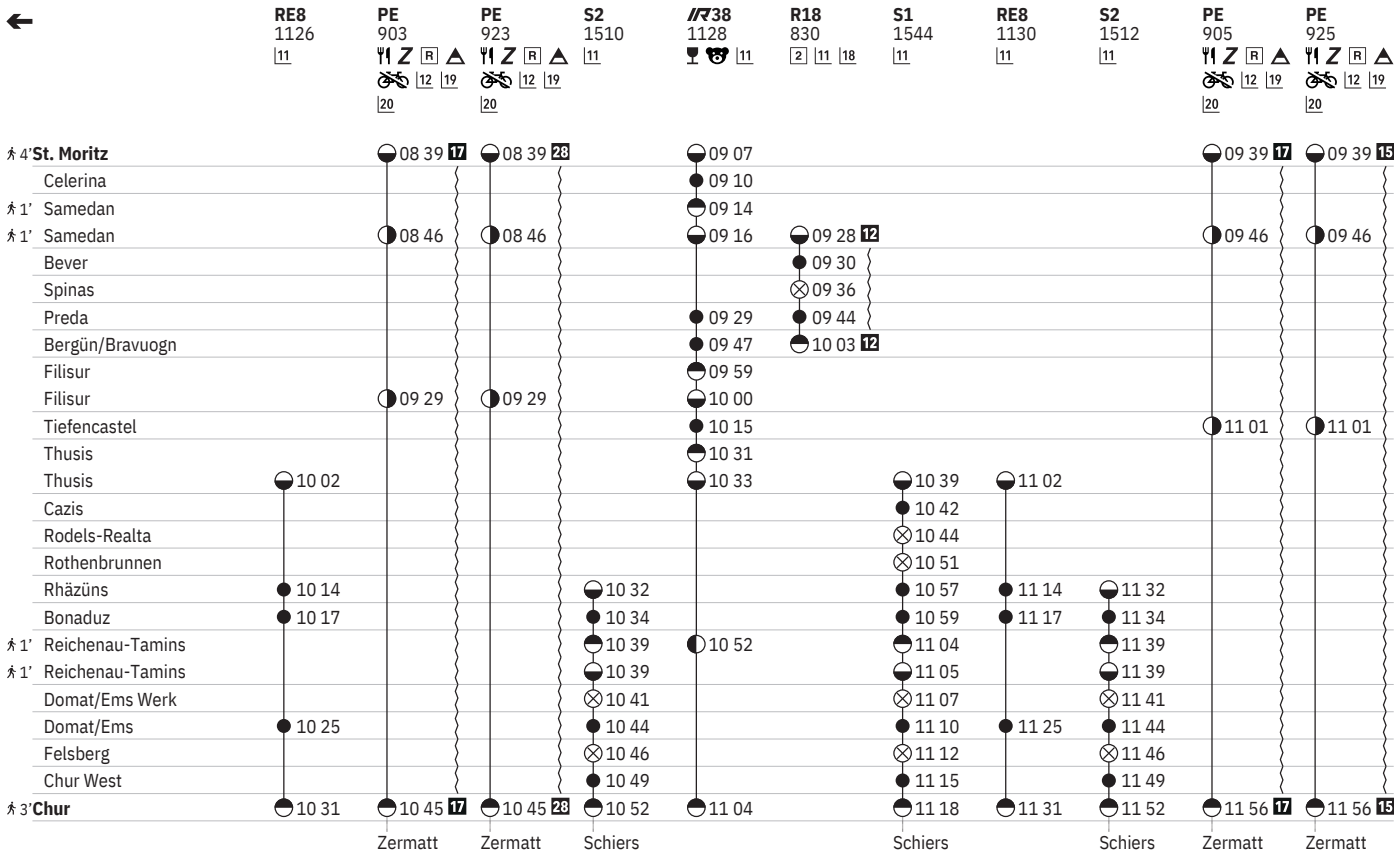 RE8 PE PE S2 IR38 R18 S1 RE8 S2 PE PE
1126 903 923 1510 1128 830 1544 1130 1512 905 925
11 Z R Z R 11 11 2 11 18 11 11 11 Z R Z R
12 19 12 19 12 19 12 19
20 20 20 20
4' St. Moritz 08 39 17 08 39 28 09 07 09 39 17 09 39 15
Celerina 09 10
1' Samedan 09 14
1' Samedan 08 46 08 46 09 16 09 28 12 09 46 09 46
Bever 09 30
Spinas 09 36
Preda 09 29 09 44
Bergün/Bravuogn 09 47 10 03 12
Filisur 09 59
Filisur 09 29 09 29 10 00
Tiefencastel 10 15 11 01 11 01
Thusis 10 31
Thusis 10 02 10 33 10 39 11 02
Cazis 10 42
Rodels-Realta 10 44
Rothenbrunnen 10 51
Rhäzüns 10 14 10 32 10 57 11 14 11 32
Bonaduz 10 17 10 34 10 59 11 17 11 34
1' Reichenau-Tamins 10 39 10 52 11 04 11 39
1' Reichenau-Tamins 10 39 11 05 11 39
Domat/Ems Werk 10 41 11 07 11 41
Domat/Ems 10 25 10 44 11 10 11 25 11 44
Felsberg 10 46 11 12 11 46
Chur West 10 49 11 15 11 49
3' Chur 10 31 10 45 17 10 45 28 10 52 11 04 11 18 11 31 11 52 11 56 17 11 56 15
Zermatt Zermatt Schiers Schiers Schiers Zermatt Zermatt